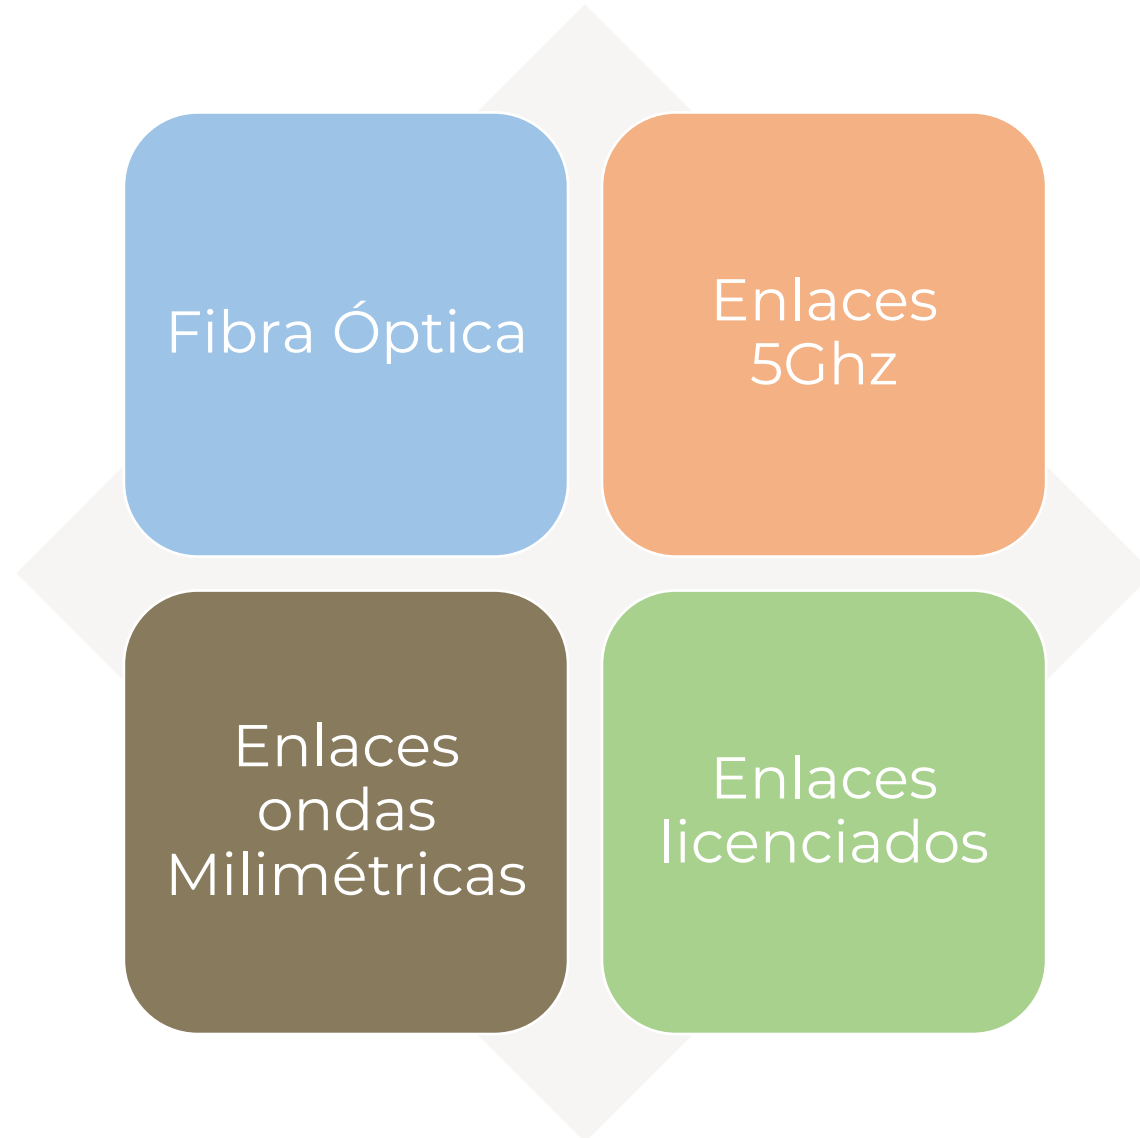 Fibra Óptica
Enlaces
5Ghz
Enlaces
ondas
Milimétricas
Enlaces
licenciados